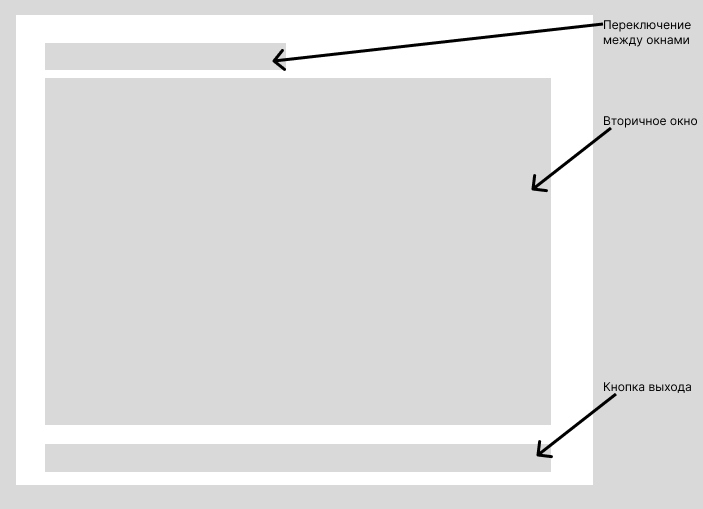 Переключение
между окнами
Вторичное окно
Кнопка выхода